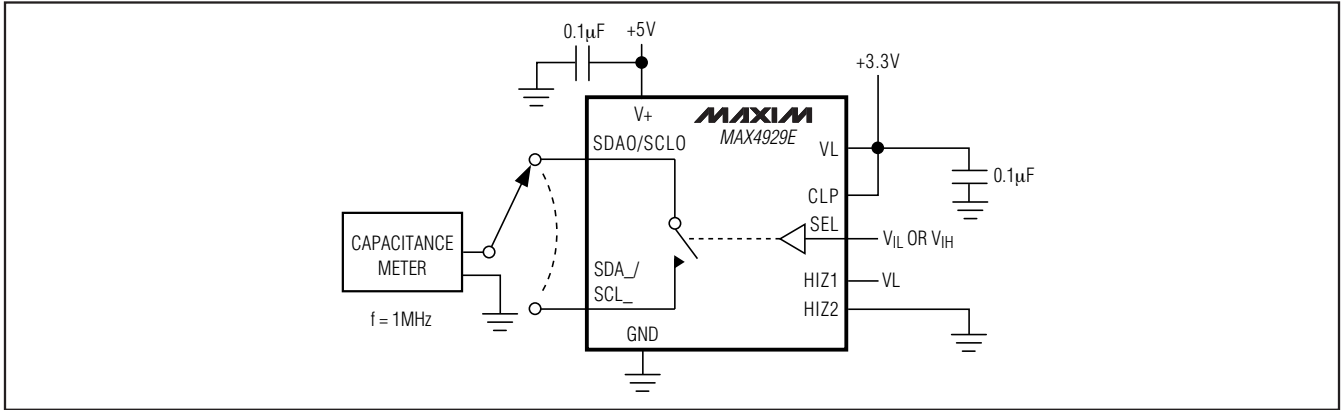 0.1µF
+5V
+3.3V
V+
MAXIM
MAX4929E
SDA0/SCL0
VL
0.1µF
CLP
SEL
VIL OR VIH
CAPACITANCE
METER
SDA_/
SCL_
HIZ1
VL
HIZ2
f = 1MHz
GND